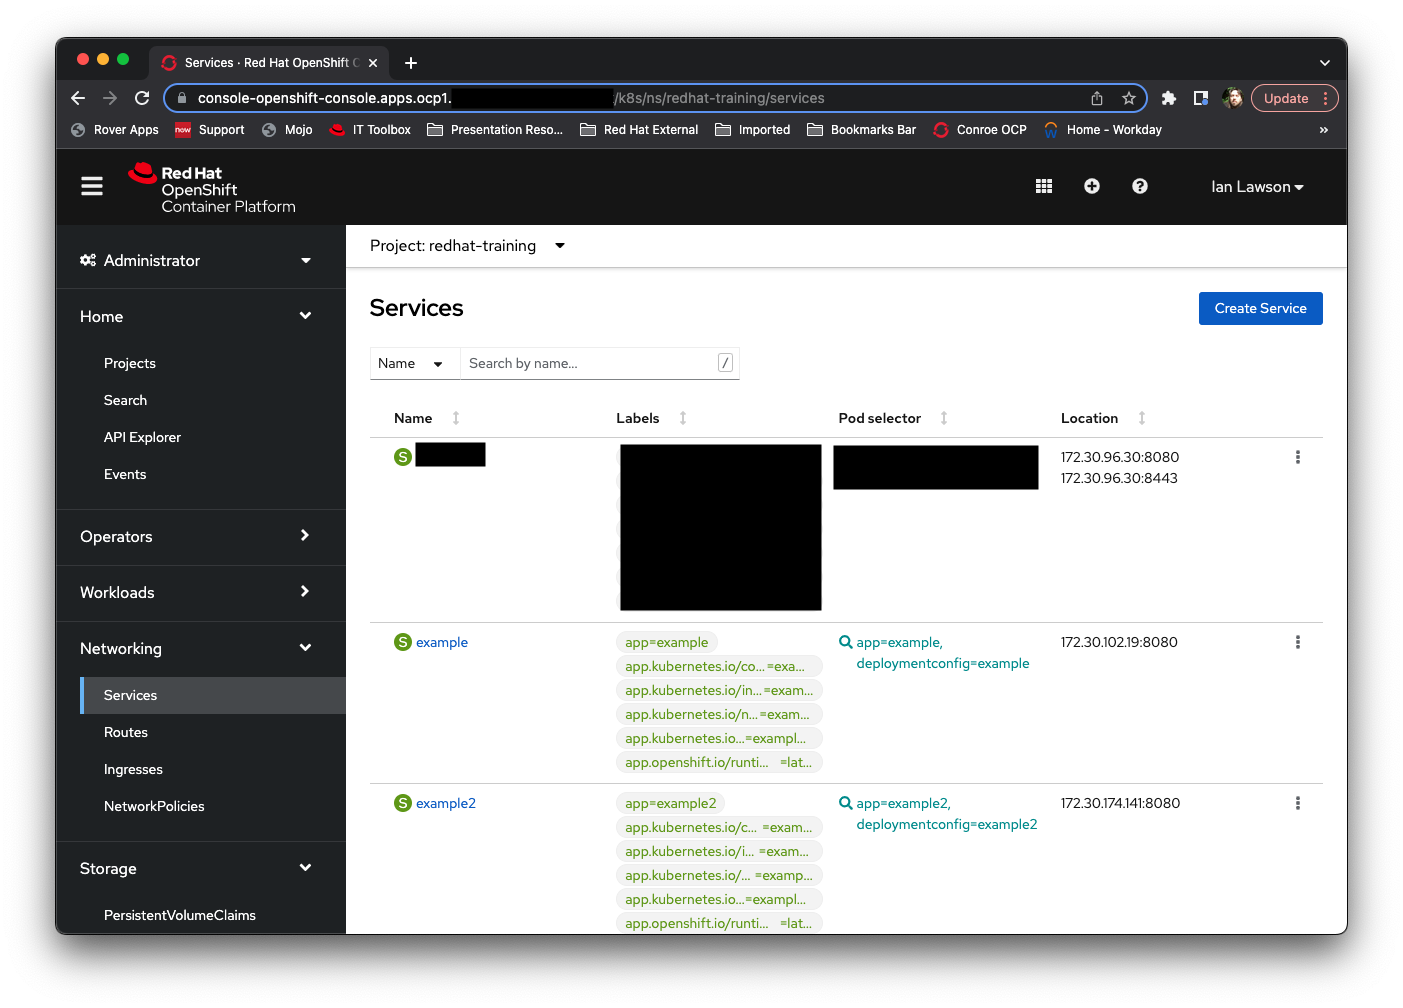 Services · Red Hat OpenShift C
console-openshift-console.apps.ocp1. /k8s/ns/redhat-training/services
Update
Rover Apps
new
Support
Mojo
IT Toolbox
Presentation Reso...
Red Hat External
Imported
Bookmarks Bar
Conroe OCP
Home - Workday
»
Red Hat
OpenShift
Container Platform
Ian Lawson
Administrator
Home
Projects
Search
API Explorer
Events
Operators
Workloads
Networking
Services
Routes
Ingresses
NetworkPolicies
Storage
PersistentVolumeClaims
Project: redhat-training
Services
Create Service
Name
Search by name...
/
Name
Labels
Pod selector
Location
S
172.30.96.30:8080
172.30.96.30:8443
S example
app=example
app.kubernetes.io/co... =exa...
app.kubernetes.io/in... =exam...
app.kubernetes.io/n... =exam...
app.kubernetes.io... =exampl...
app.openshift.io/runti... =lat...
app=example,
deploymentconfig=example
172.30.102.19:8080
S example2
app=example2
app.kubernetes.io/c... =exam...
app.kubernetes.io/i... =exam...
app.kubernetes.io/... =examp...
app.kubernetes.io... =exampl...
app.openshift.io/runti... =lat...
app=example2,
deploymentconfig=example2
172.30.174.141:8080